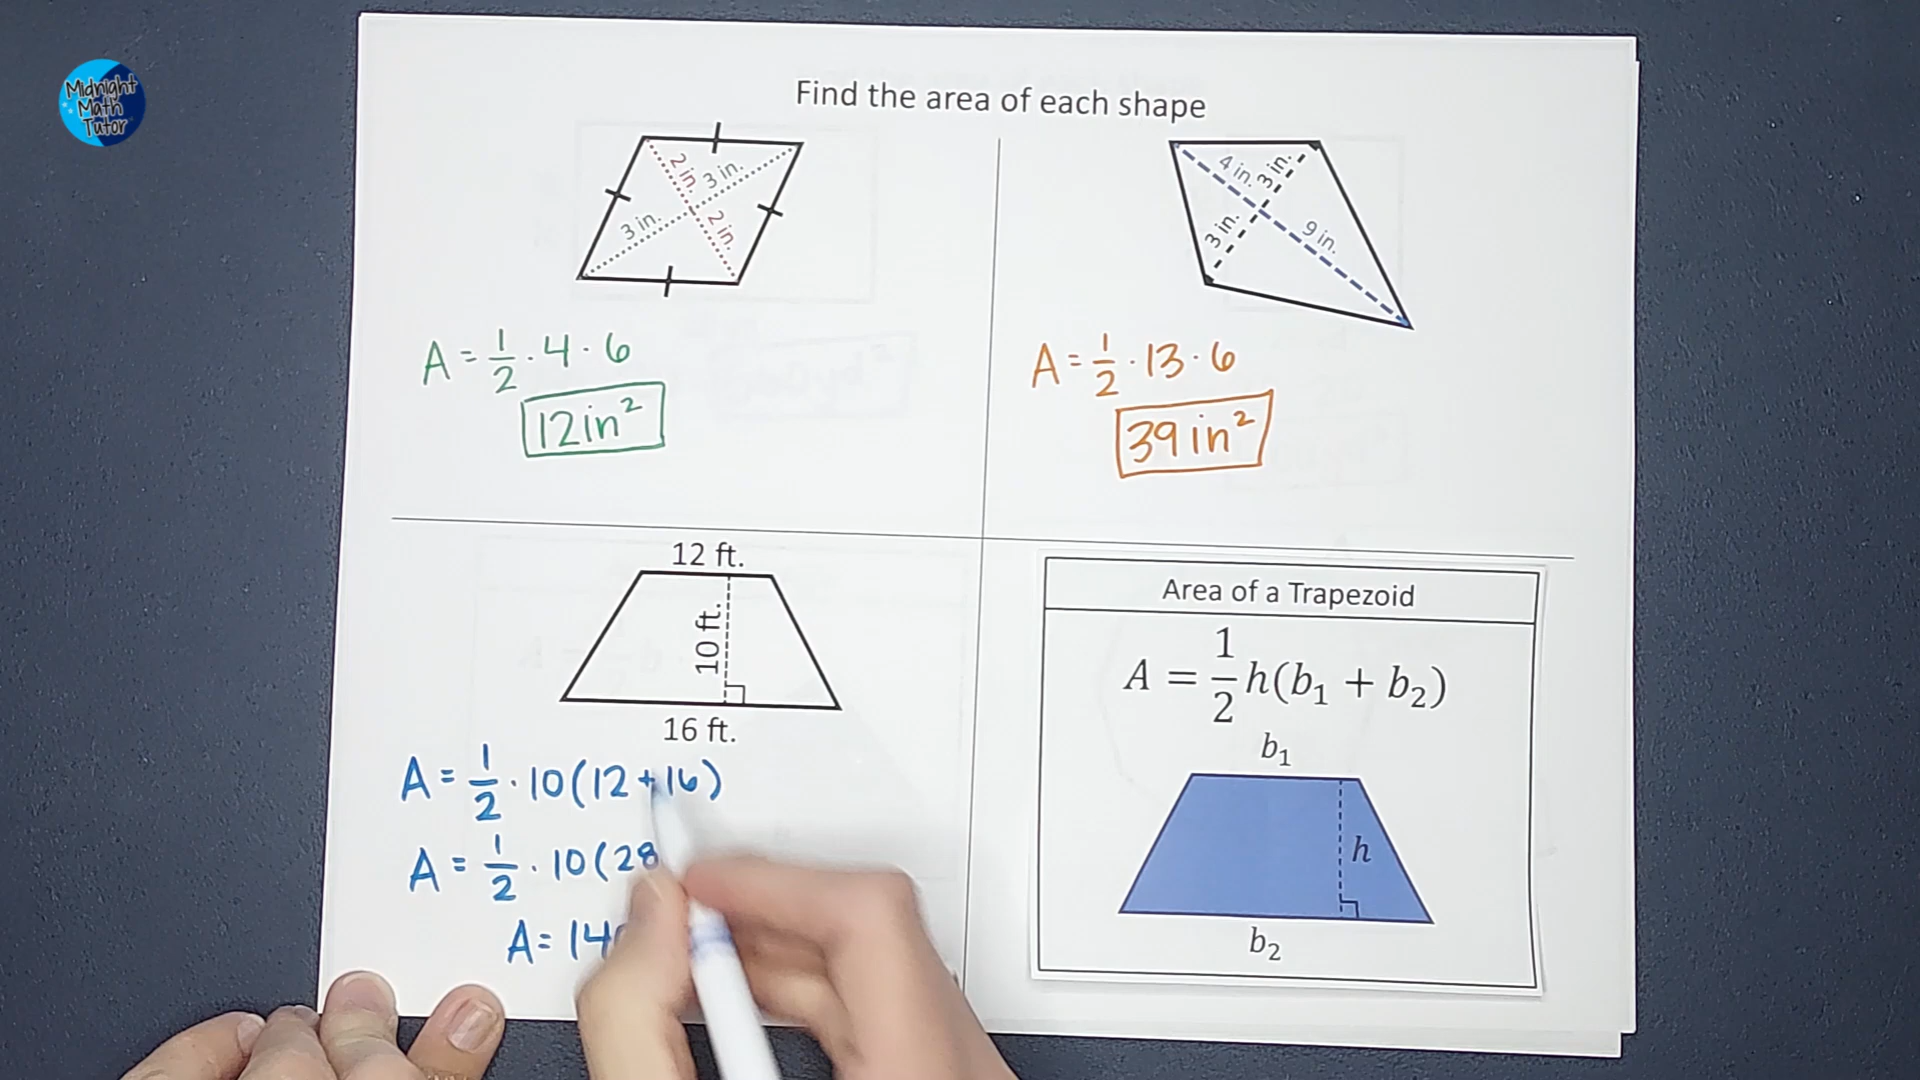 Midnight
Math
Tutor
Find the area of each shape
2 in.
3 in.
3 in.
2 in.
A = 1/2 · 4 · 6
12 in²
4 in.
3 in.
3 in.
9 in.
A = 1/2 · 13 · 6
39 in²
12 ft.
10 ft.
16 ft.
A = 1/2 · 10(12 + 16)
A = 1/2 · 10(28
A = 14
Area of a Trapezoid
A = 1/2 h(b₁ + b₂)
b₁
h
b₂